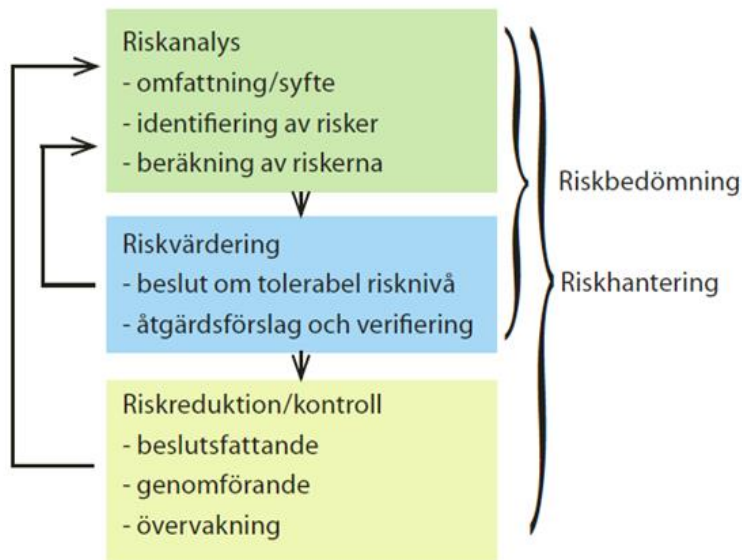 Riskanalys
- omfattning/syfte
- identifiering av risker
- beräkning av riskerna
Riskvärdering
- beslut om tolerabel risknivå
- åtgärdsförslag och verifiering
Riskreduktion/kontroll
- beslutsfattande
- genomförande
- övervakning
Riskbedömning
Riskhantering